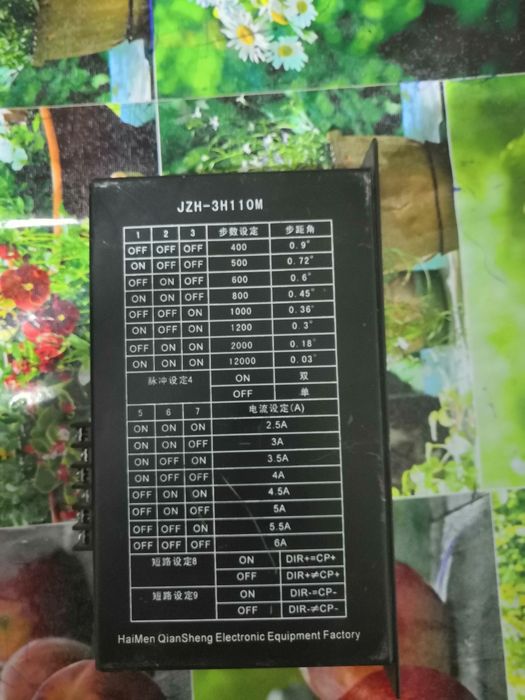 JZH-3H110M
1 2 3 步数设定 步距角
OFF OFF OFF 400 0.9°
ON OFF OFF 500 0.72°
OFF ON OFF 600 0.6°
ON ON OFF 800 0.45°
OFF OFF ON 1000 0.36°
ON OFF ON 1200 0.3°
OFF ON ON 2000 0.18°
ON ON ON 12000 0.03°
脉冲设定4 ON 双
OFF 单
5 6 7 电流设定(A)
ON ON ON 2.5A
ON ON OFF 3A
ON OFF ON 3.5A
ON OFF OFF 4A
OFF ON ON 4.5A
OFF ON OFF 5A
OFF OFF ON 5.5A
OFF OFF OFF 6A
短路设定8 ON DIR+=CP+
OFF DIR+≠CP+
短路设定9 ON DIR-=CP-
OFF DIR-≠CP-
HaiMen QianSheng Electronic Equipment Factory